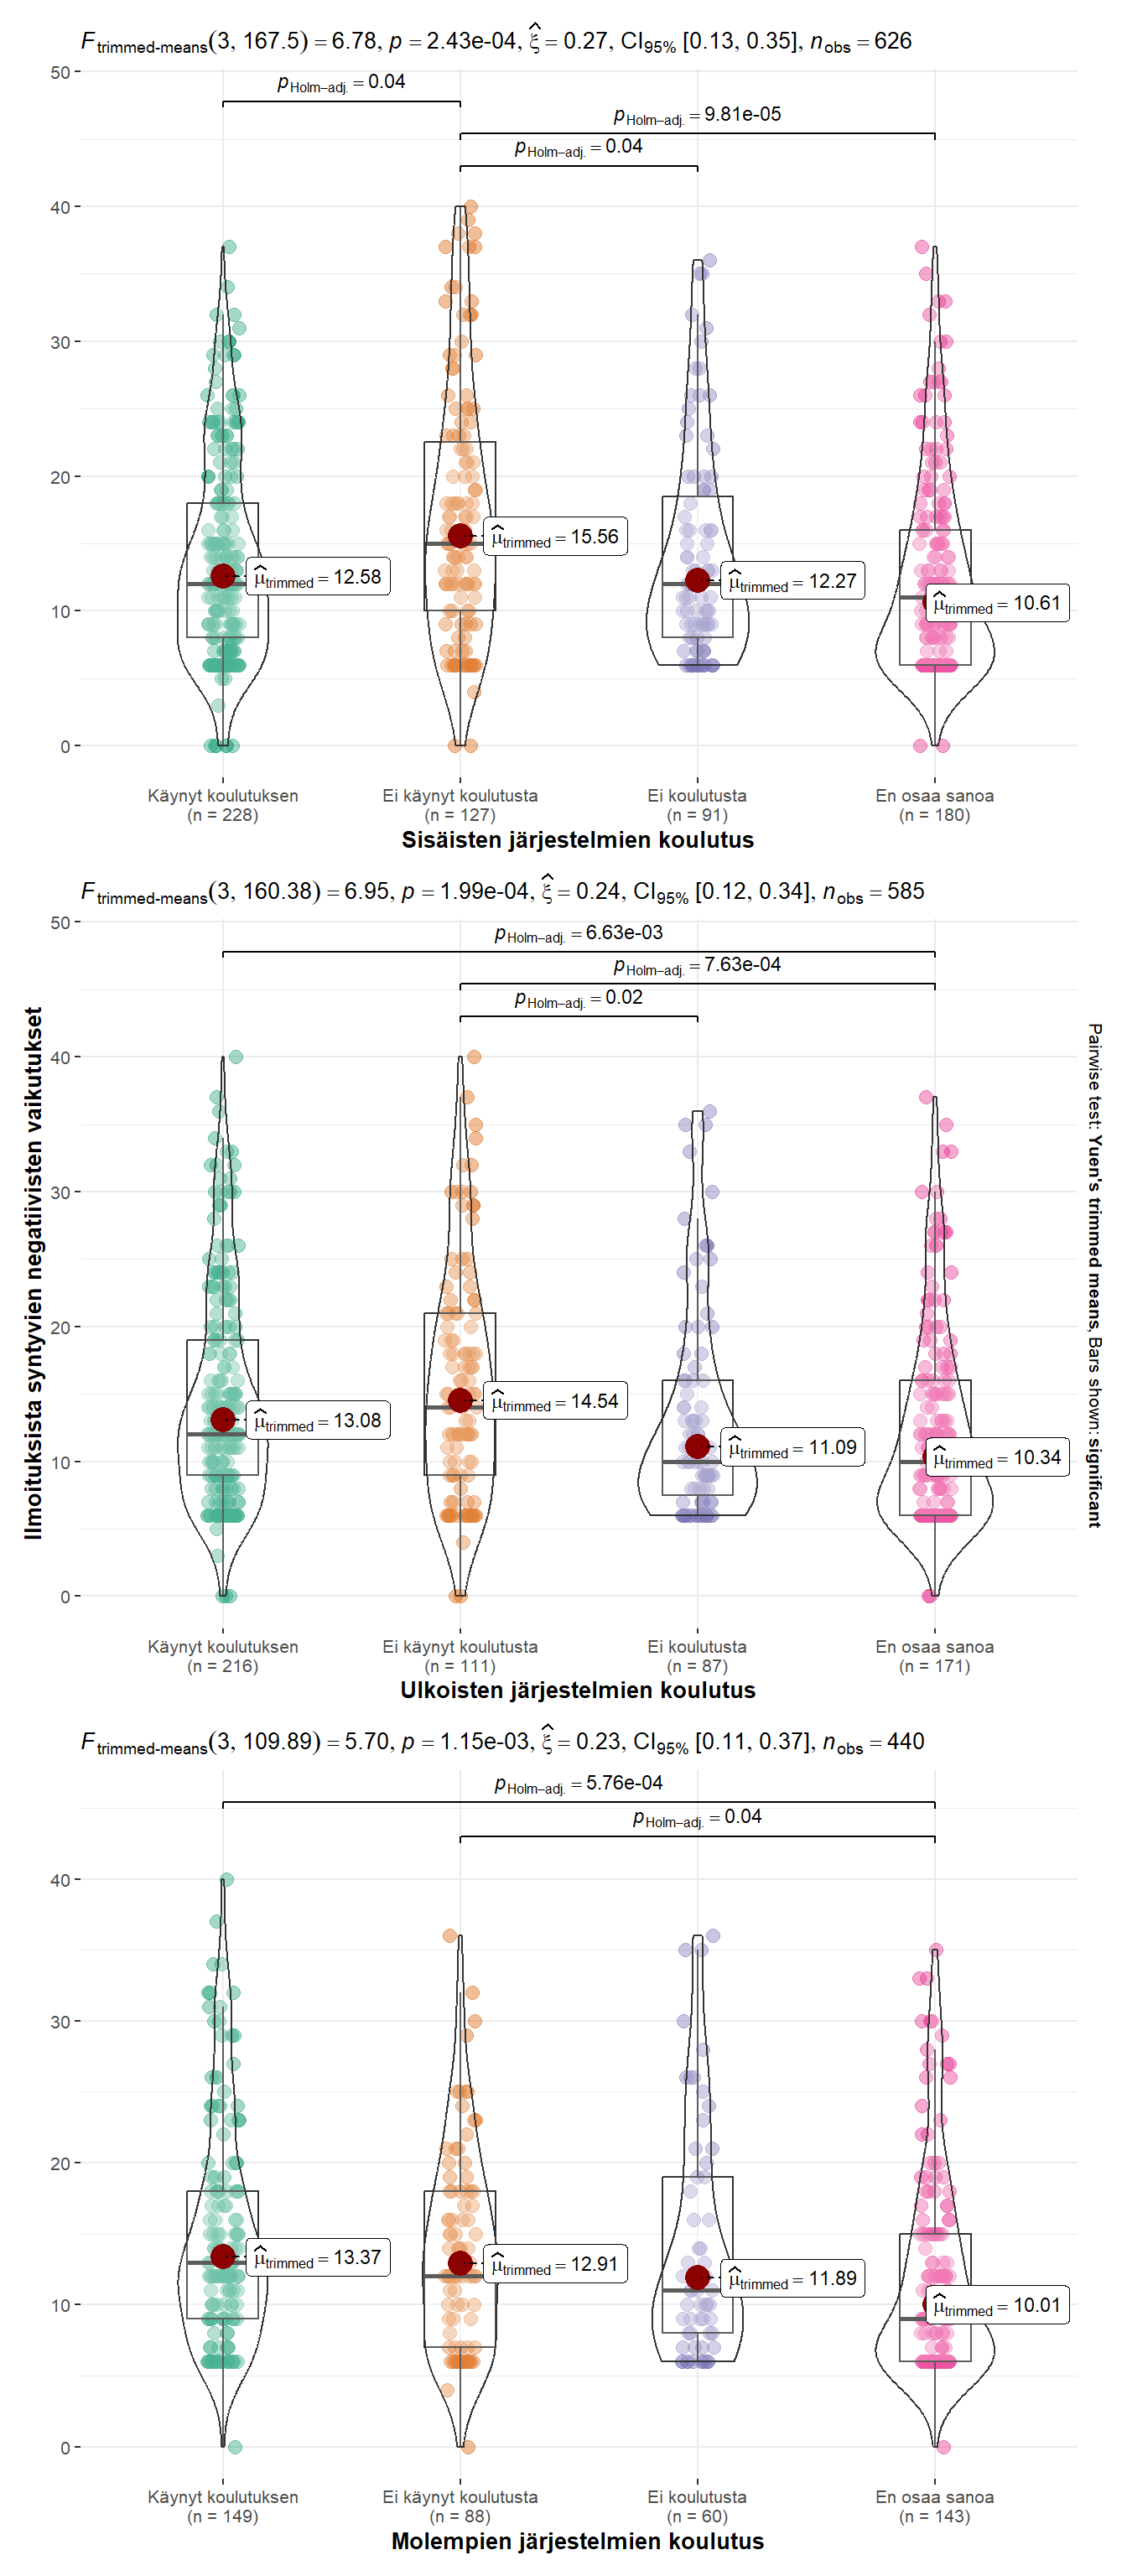 F trimmed-means(3, 167.5) = 6.78, p = 2.43e-04, ξ̂ = 0.27, CI95% [0.13, 0.35], nobs = 626
50
pHolm−adj. = 0.04
pHolm−adj. = 9.81e-05
pHolm−adj. = 0.04
40
30
20
μ̂trimmed = 15.56
μ̂trimmed = 12.58
μ̂trimmed = 12.27
μ̂trimmed = 10.61
10
0
Käynyt koulutuksen
(n = 228)
Ei käynyt koulutusta
(n = 127)
Ei koulutusta
(n = 91)
En osaa sanoa
(n = 180)
Sisäisten järjestelmien koulutus
F trimmed-means(3, 160.38) = 6.95, p = 1.99e-04, ξ̂ = 0.24, CI95% [0.12, 0.34], nobs = 585
50
pHolm−adj. = 6.63e-03
pHolm−adj. = 7.63e-04
pHolm−adj. = 0.02
40
30
20
μ̂trimmed = 13.08
μ̂trimmed = 14.54
μ̂trimmed = 11.09
μ̂trimmed = 10.34
10
0
Käynyt koulutuksen
(n = 216)
Ei käynyt koulutusta
(n = 111)
Ei koulutusta
(n = 87)
En osaa sanoa
(n = 171)
Ulkoisten järjestelmien koulutus
Ilmoituksista syntyvien negatiivisten vaikutukset
Pairwise test: Yuen's trimmed means, Bars shown: significant
F trimmed-means(3, 109.89) = 5.70, p = 1.15e-03, ξ̂ = 0.23, CI95% [0.11, 0.37], nobs = 440
pHolm−adj. = 5.76e-04
pHolm−adj. = 0.04
40
30
20
μ̂trimmed = 13.37
μ̂trimmed = 12.91
μ̂trimmed = 11.89
μ̂trimmed = 10.01
10
0
Käynyt koulutuksen
(n = 149)
Ei käynyt koulutusta
(n = 88)
Ei koulutusta
(n = 60)
En osaa sanoa
(n = 143)
Molempien järjestelmien koulutus